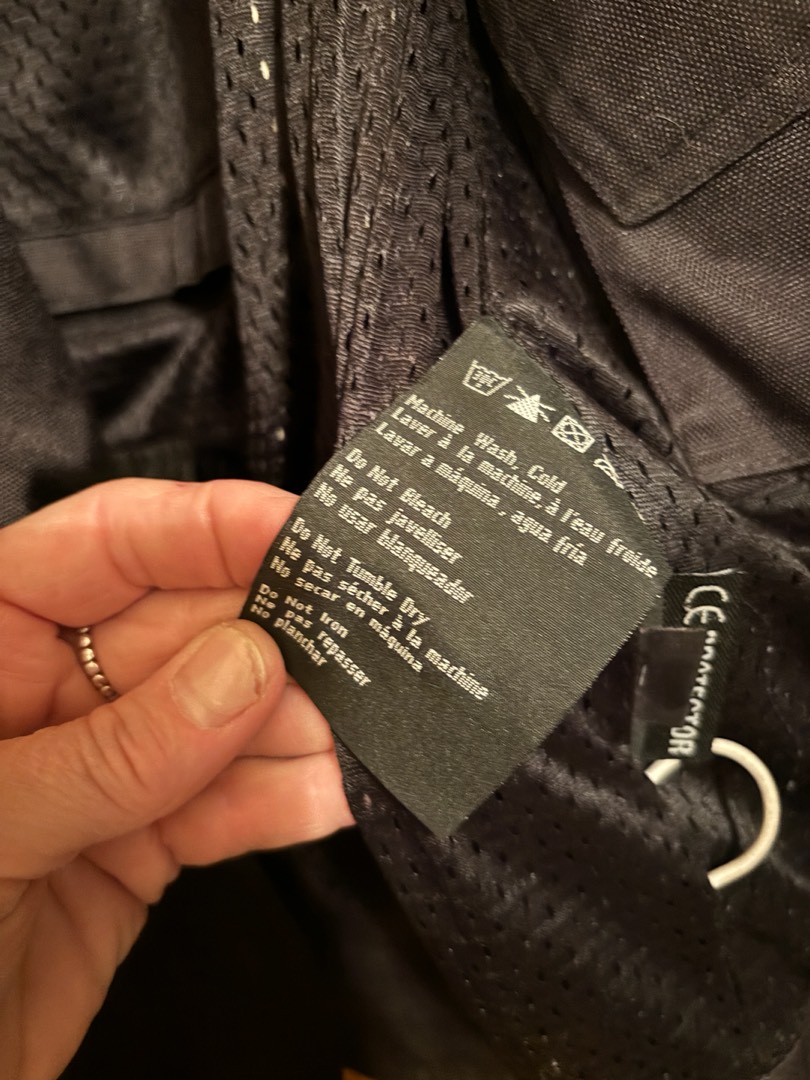 30C
Machine Wash, Cold
Laver à la machine, à l'eau froide
Lavar a máquina, agua fría
Do Not Bleach
Ne pas javelliser
No usar blanqueador
Do Not Tumble Dry
Ne pas sécher à la machine
No secar en máquina
Do Not Iron
Ne pas repasser
No planchar
CE PROTECTOR